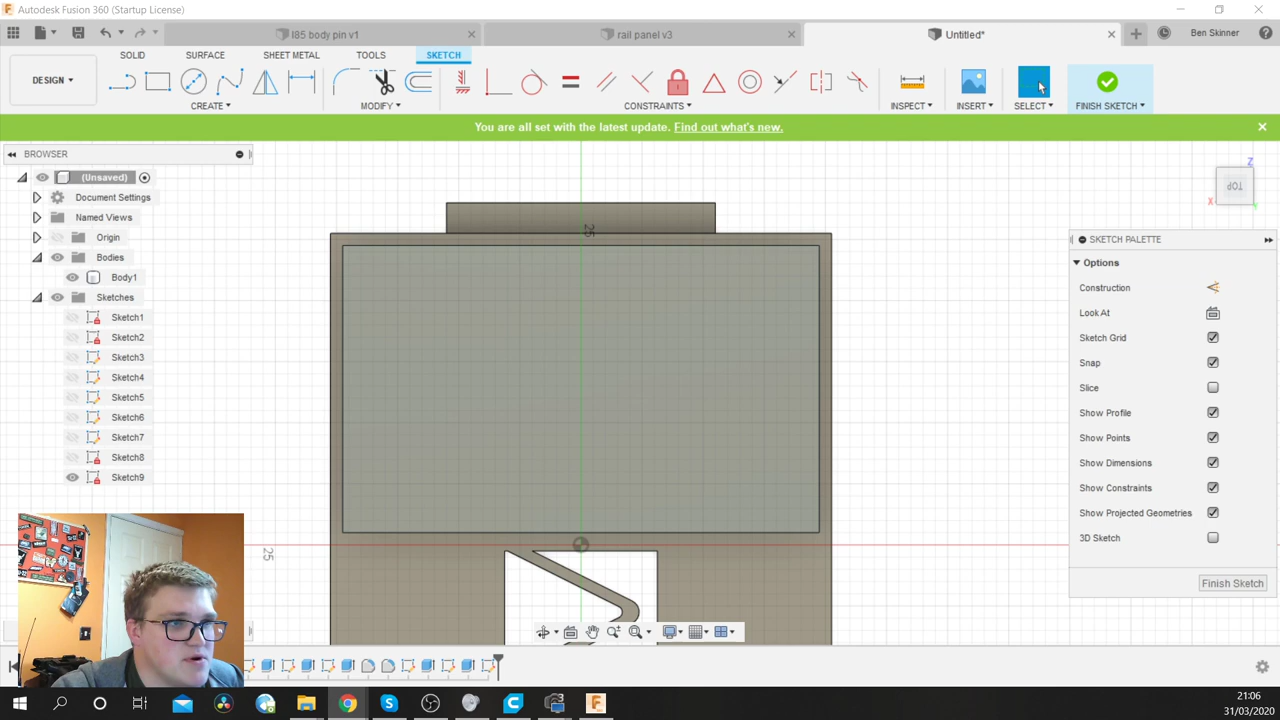 Autodesk Fusion 360 (Startup License)
l85 body pin v1
rail panel v3
Untitled*
Ben Skinner
DESIGN
SOLID
SURFACE
SHEET METAL
TOOLS
SKETCH
CREATE
MODIFY
CONSTRAINTS
INSPECT
INSERT
SELECT
FINISH SKETCH
You are all set with the latest update. Find out what's new.
BROWSER
(Unsaved)
Document Settings
Named Views
Origin
Bodies
Body1
Sketches
Sketch1
Sketch2
Sketch3
Sketch4
Sketch5
Sketch6
Sketch7
Sketch8
Sketch9
25
25
TOP
Z
X
Y
SKETCH PALETTE
Options
Construction
Look At
Sketch Grid
Snap
Slice
Show Profile
Show Points
Show Dimensions
Show Constraints
Show Projected Geometries
3D Sketch
Finish Sketch
21:06
31/03/2020